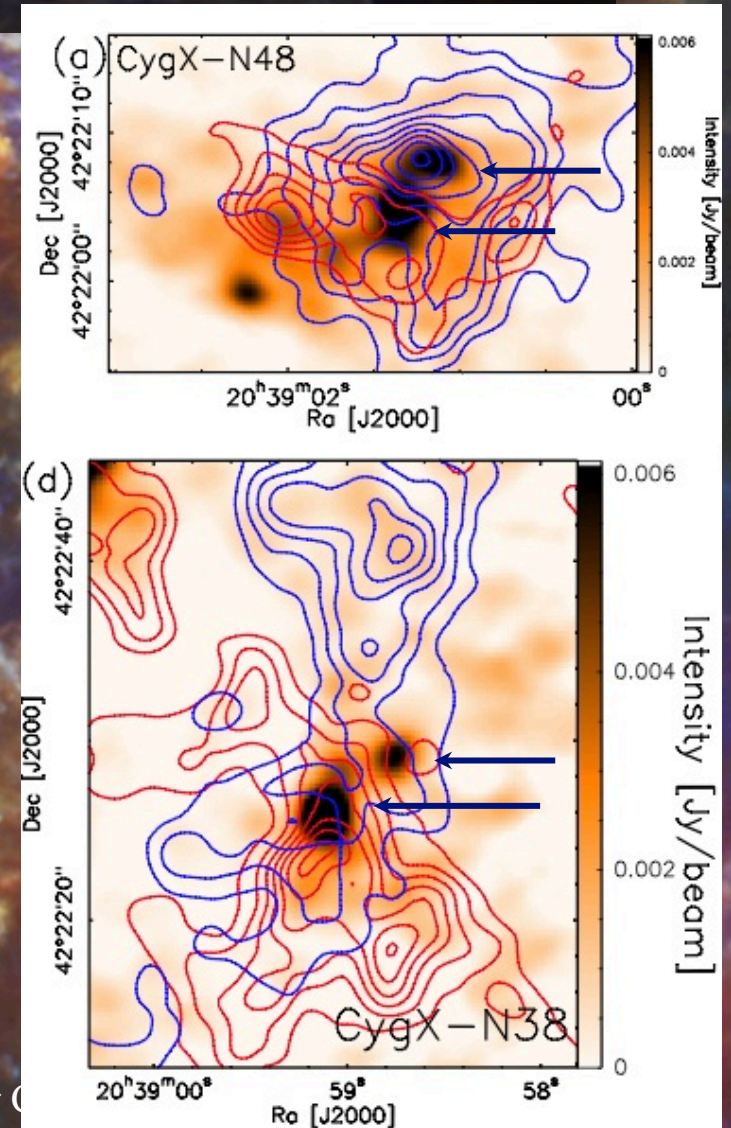 (a) CygX-N48
0.006
0.004
0.002
0
Intensity [Jy/beam]
42°22'10"
42°22'00"
Dec [J2000]
20ʰ39ᵐ02ˢ
00ˢ
Ra [J2000]
(d)
0.006
0.004
0.002
0
Intensity [Jy/beam]
42°22'40"
42°22'20"
Dec [J2000]
CygX-N38
20ʰ39ᵐ00ˢ
59ˢ
58ˢ
Ra [J2000]